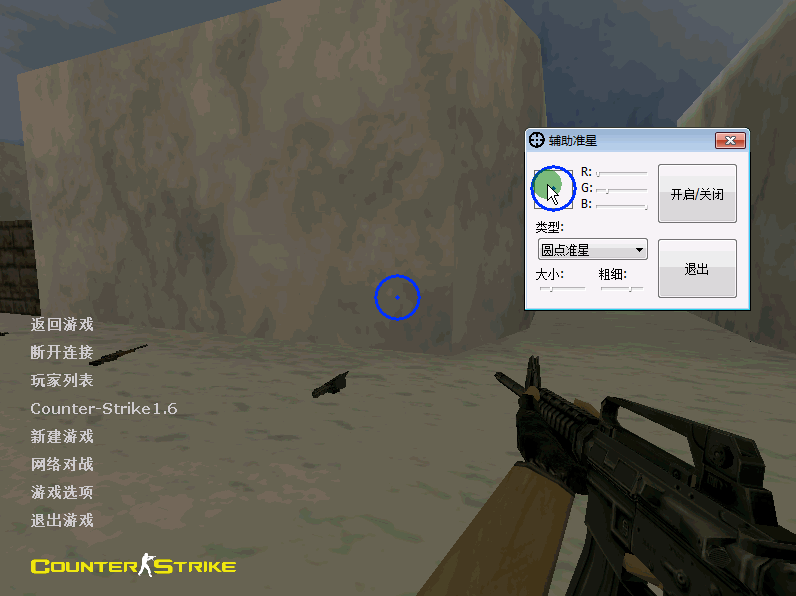 辅助准星
R:
G:
B:
开启/关闭
类型:
圆点准星
大小:
粗细:
退出
返回游戏
断开连接
玩家列表
Counter-Strike1.6
新建游戏
网络对战
游戏选项
退出游戏
COUNTER STRIKE